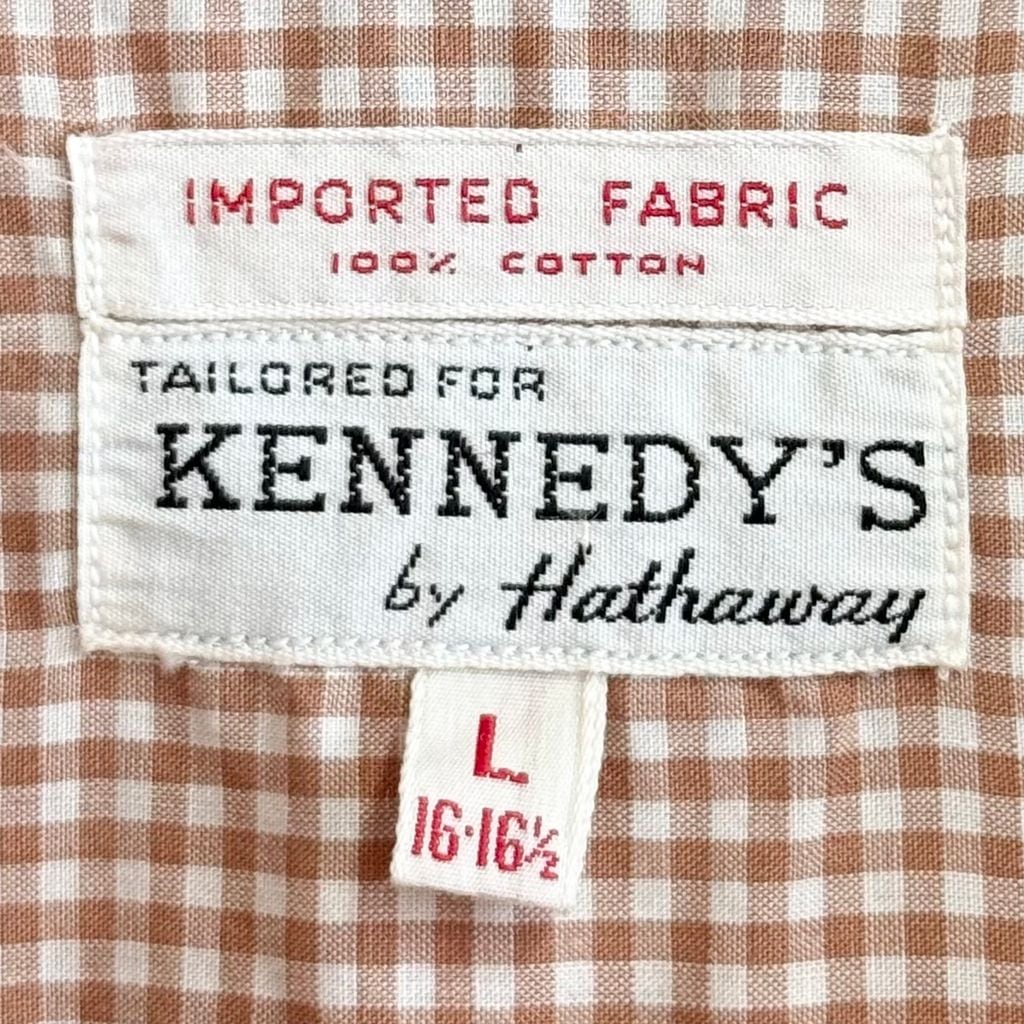 IMPORTED FABRIC
100% COTTON
TAILORED FOR
KENNEDY'S
by Hathaway
L
16·16½